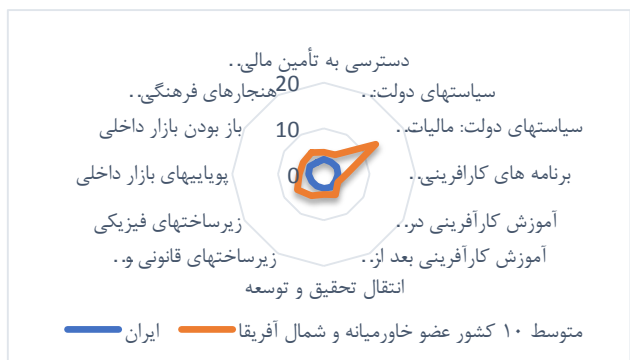 دسترسی به تأمین مالی..
هنجارهای فرهنگی..
20
سیاستهای دولت:..
باز بودن بازار داخلی
10
سیاستهای دولت: مالیات..
پویاییهای بازار داخلی
0
برنامه های کارافرینی..
زیرساختهای فیزیکی
آموزش کارآفرینی در..
زیرساختهای قانونی و..
آموزش کارآفرینی بعد از..
انتقال تحقیق و توسعه
متوسط ۱۰ کشور عضو خاورمیانه و شمال آفریقا
ایران